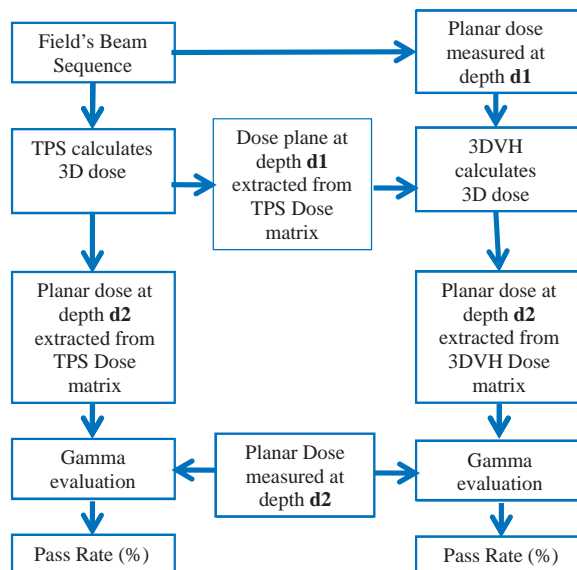 Field's Beam
Sequence
Planar dose
measured at
depth d1
TPS calculates
3D dose
Dose plane at
depth d1
extracted from
TPS Dose
matrix
3DVH
calculates
3D dose
Planar dose at
depth d2
extracted from
TPS Dose
matrix
Planar dose at
depth d2
extracted from
3DVH Dose
matrix
Gamma
evaluation
Planar Dose
measured at
depth d2
Gamma
evaluation
Pass Rate (%)
Pass Rate (%)